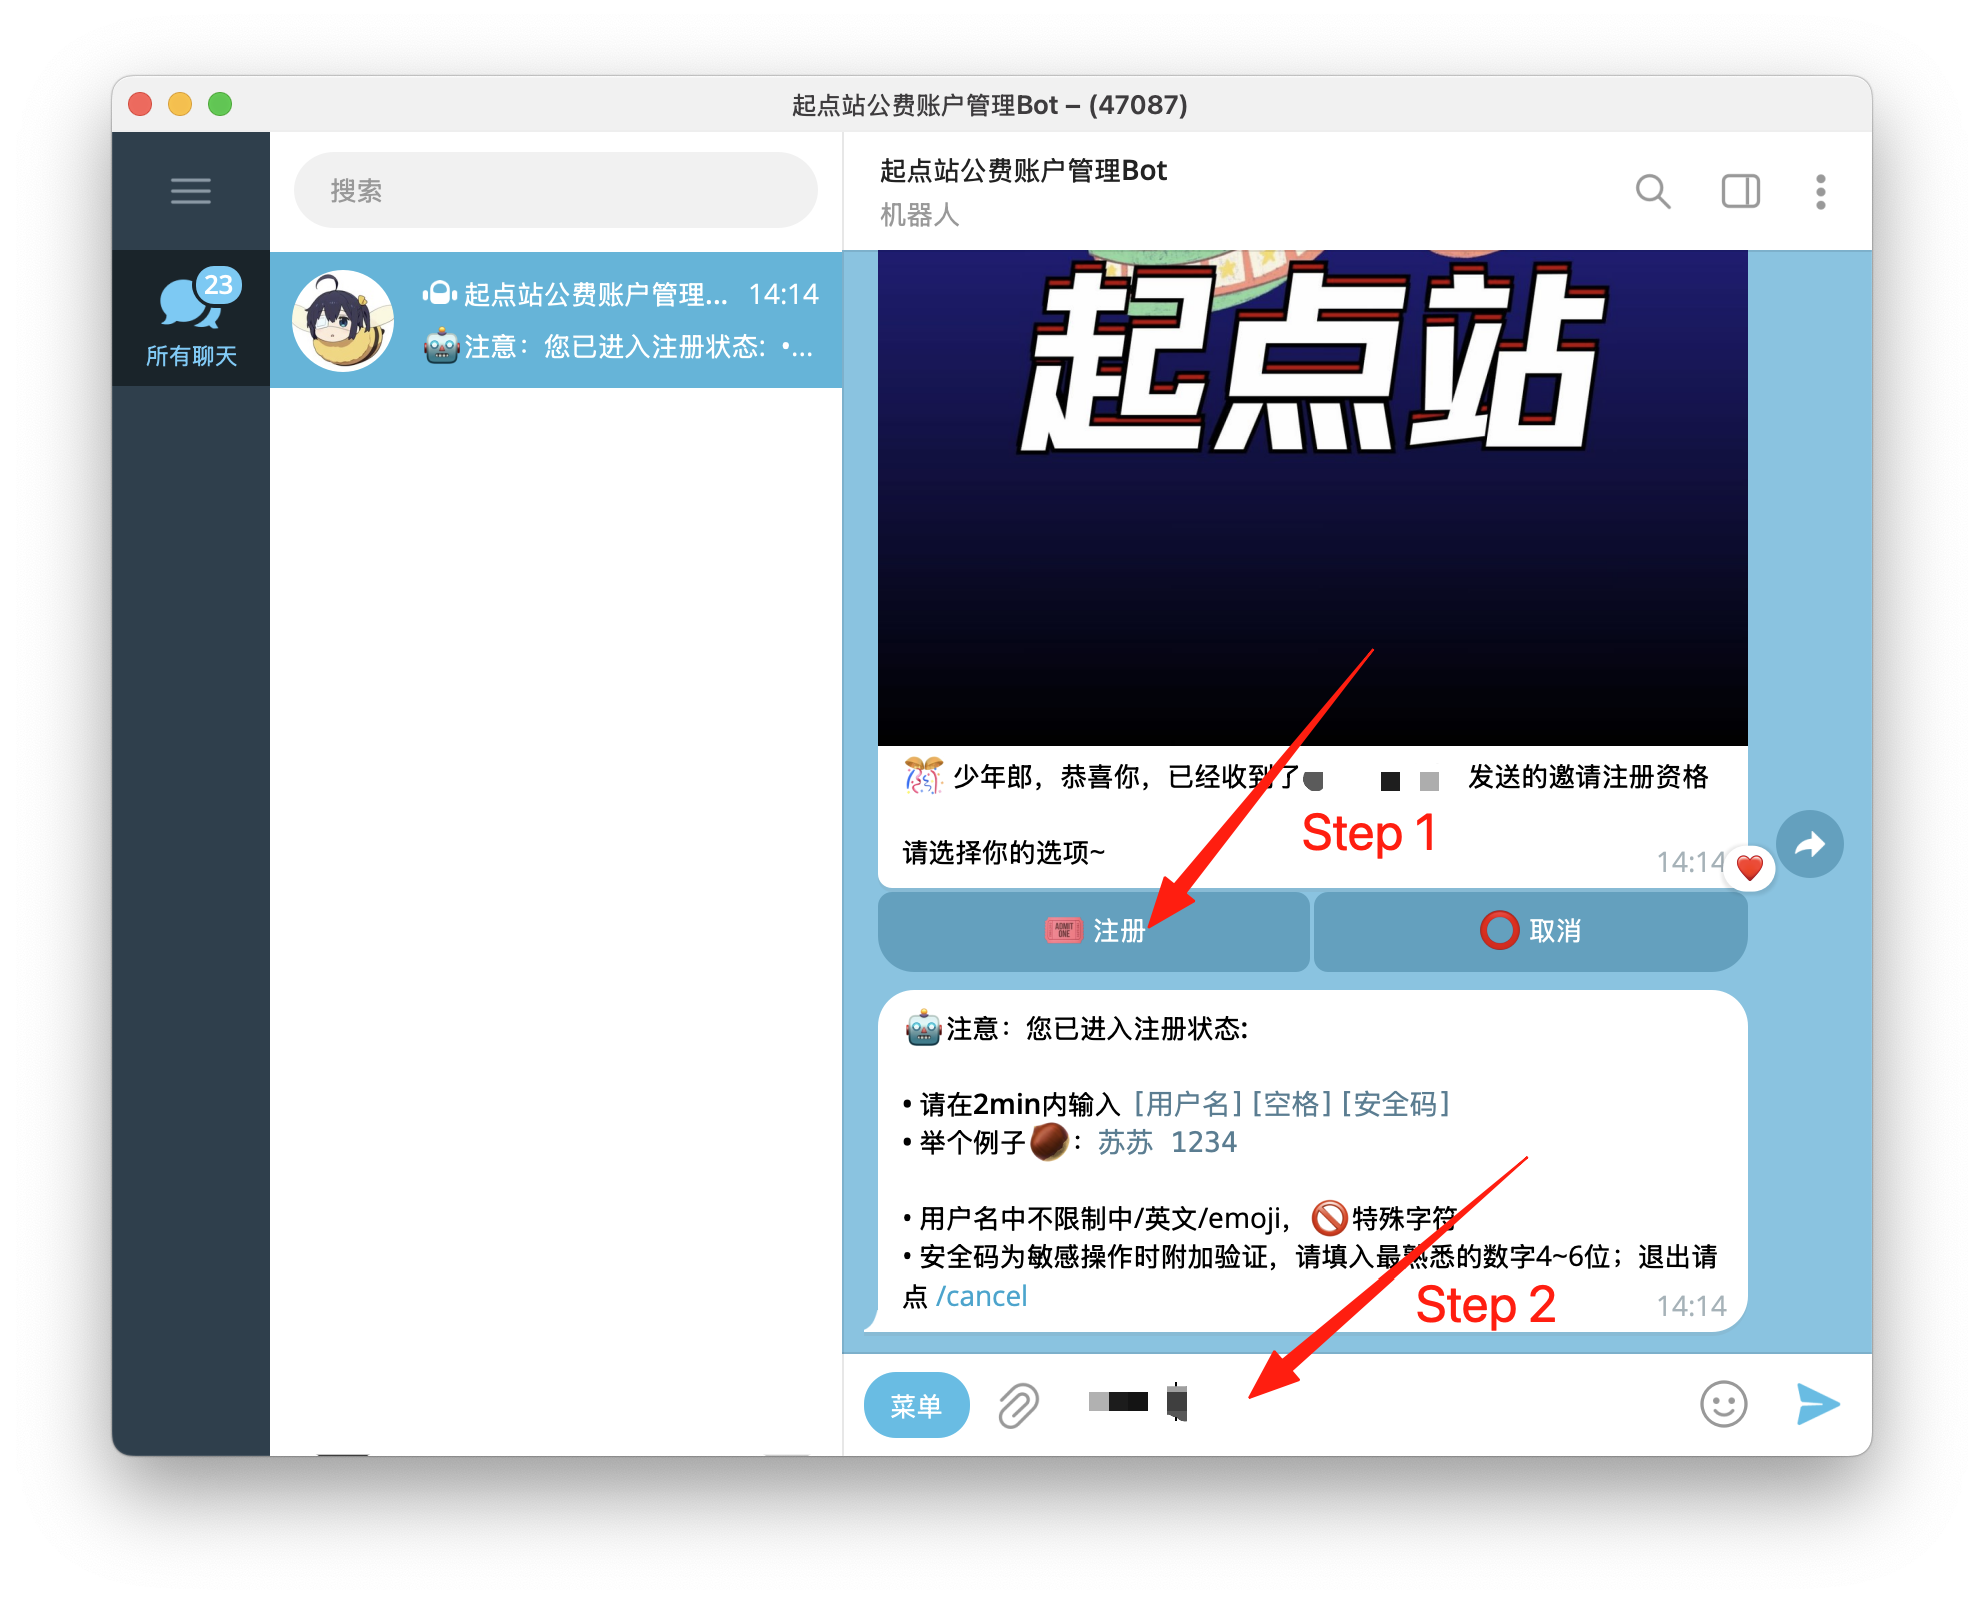 起点站公费账户管理Bot – (47087)
搜索
23
所有聊天
起点站公费账户管理... 14:14
注意：您已进入注册状态: •...
起点站公费账户管理Bot
机器人
起点站
少年郎，恭喜你，已经收到了 发送的邀请注册资格
Step 1
请选择你的选项~
14:14
ADMIT ONE 注册
取消
注意：您已进入注册状态:
• 请在2min内输入 [用户名][空格][安全码]
• 举个例子：苏苏 1234
• 用户名中不限制中/英文/emoji，特殊字符
• 安全码为敏感操作时附加验证，请填入最熟悉的数字4~6位；退出请
点 /cancel
Step 2
14:14
菜单